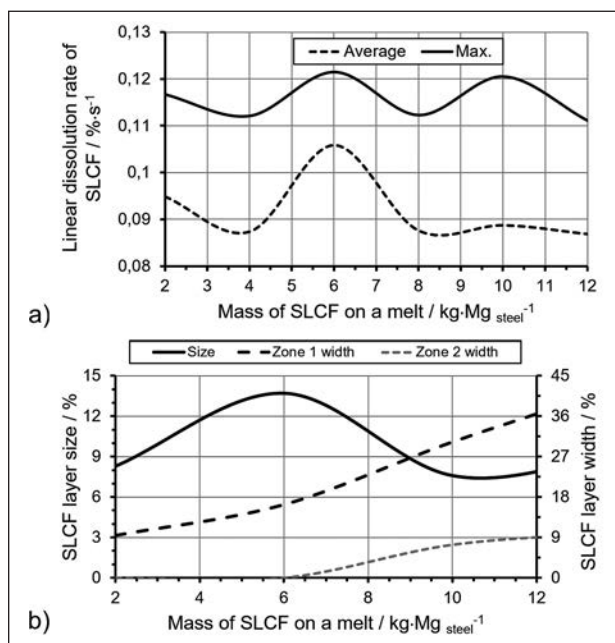 0,13
0,12
0,11
0,1
0,09
0,08
Linear dissolution rate of
SLCF / %·s-1
Average
Max.
2 3 4 5 6 7 8 9 10 11 12
Mass of SLCF on a melt / kg·Mg steel-1
a)
Size
Zone 1 width
Zone 2 width
15
12
9
6
3
0
SLCF layer size / %
45
36
27
18
9
0
SLCF layer width / %
2 4 6 8 10 12
Mass of SLCF on a melt / kg·Mg steel-1
b)